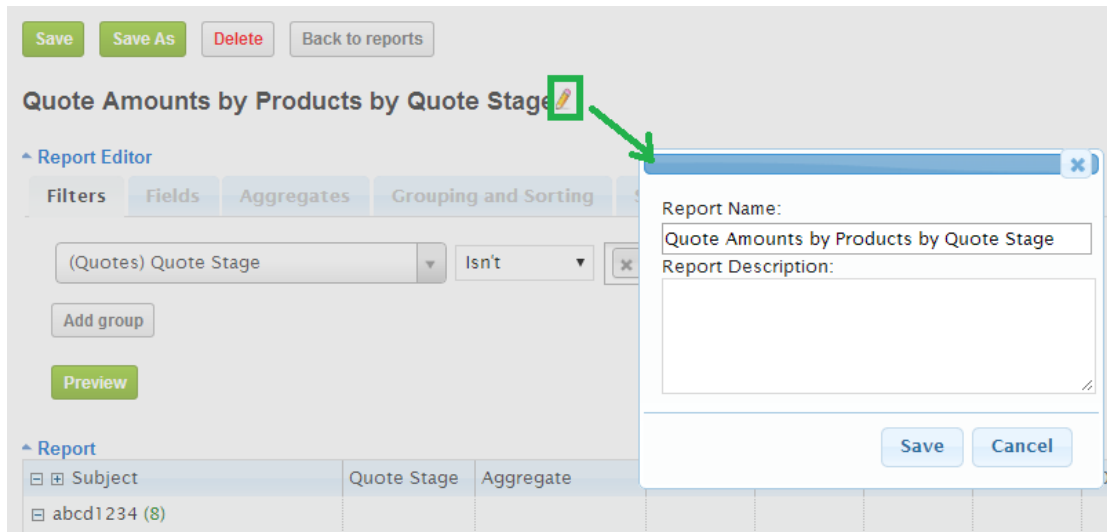 Save Save As Delete Back to reports
Quote Amounts by Products by Quote Stage
Report Editor
Filters Fields Aggregates Grouping and Sorting
(Quotes) Quote Stage Isn't
Add group
Preview
Report
Subject Quote Stage Aggregate
abcd1234 (8)
Report Name:
Quote Amounts by Products by Quote Stage
Report Description:
Save Cancel